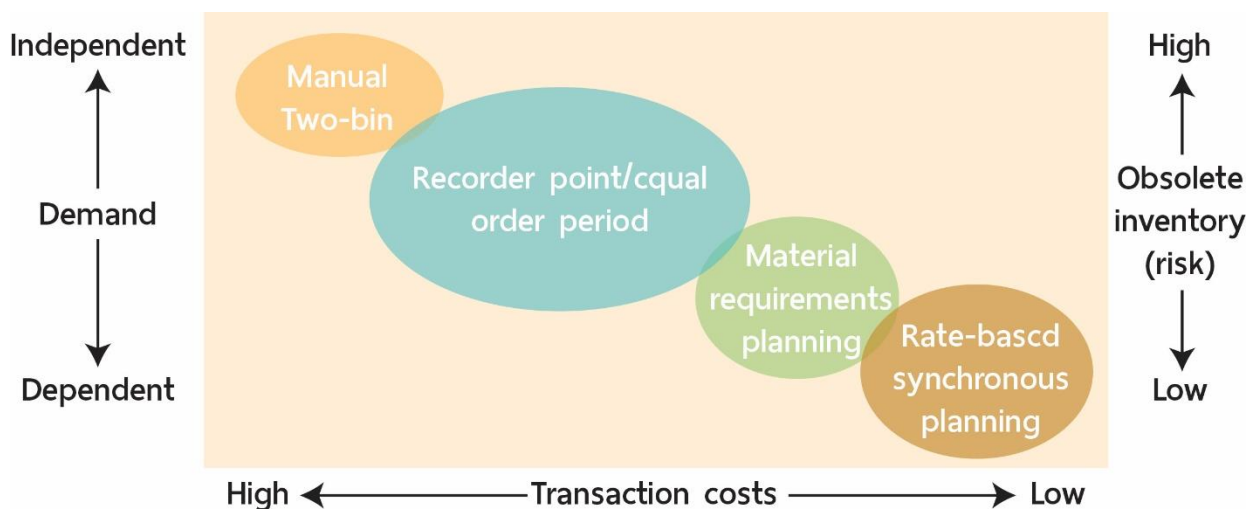 Independent
Demand
Dependent
Manual
Two-bin
Recorder point/cqual
order period
Material
requirements
planning
Rate-bascd
synchronous
planning
High
Obsolete
inventory
(risk)
Low
High
Transaction costs
Low